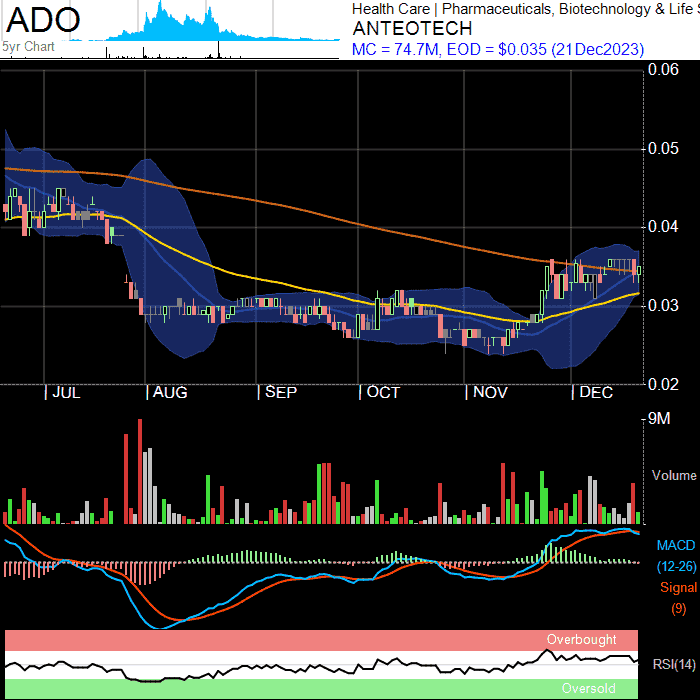 ADO
5yr Chart
Health Care | Pharmaceuticals, Biotechnology & Life S
ANTEOTECH
MC = 74.7M, EOD = $0.035 (21Dec2023)
0.06
0.05
0.04
0.03
0.02
JUL AUG SEP OCT NOV DEC
9M
Volume
MACD
(12-26)
Signal
(9)
Overbought
RSI(14)
Oversold